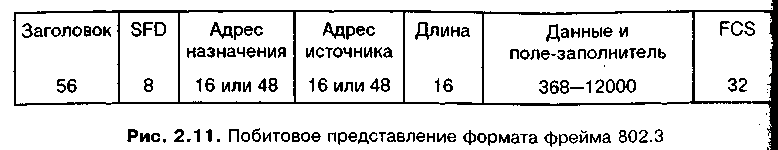 Заголовок SFD Адрес назначения Адрес источника Длина Данные и поле-заполнитель FCS
56 8 16 или 48 16 или 48 16 368—12000 32
Рис. 2.11. Побитовое представление формата фрейма 802.3